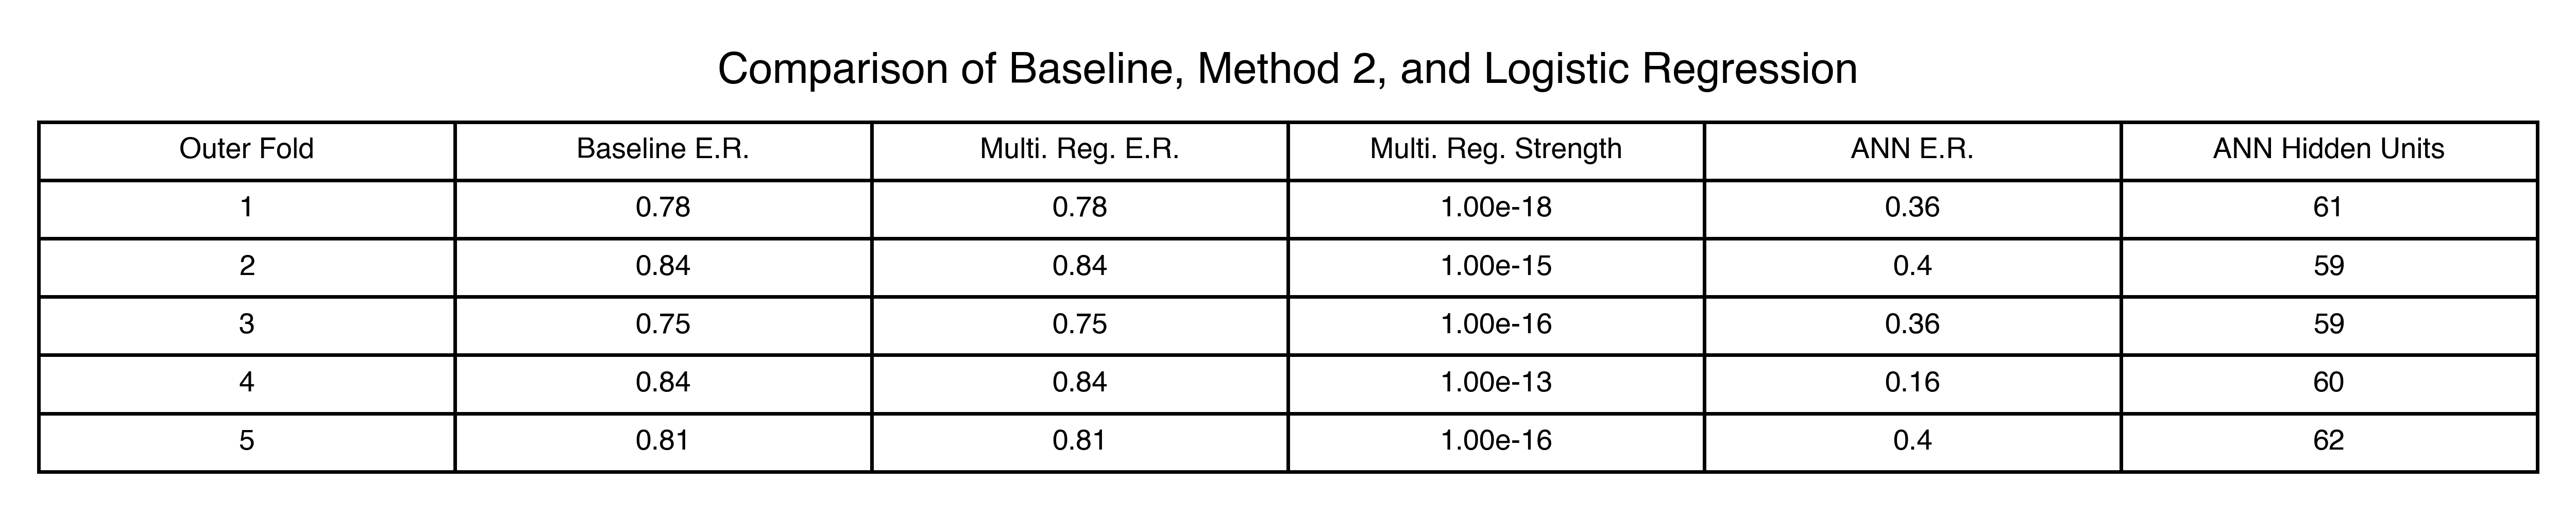 Comparison of Baseline, Method 2, and Logistic Regression
Outer Fold Baseline E.R. Multi. Reg. E.R. Multi. Reg. Strength ANN E.R. ANN Hidden Units
1 0.78 0.78 1.00e-18 0.36 61
2 0.84 0.84 1.00e-15 0.4 59
3 0.75 0.75 1.00e-16 0.36 59
4 0.84 0.84 1.00e-13 0.16 60
5 0.81 0.81 1.00e-16 0.4 62